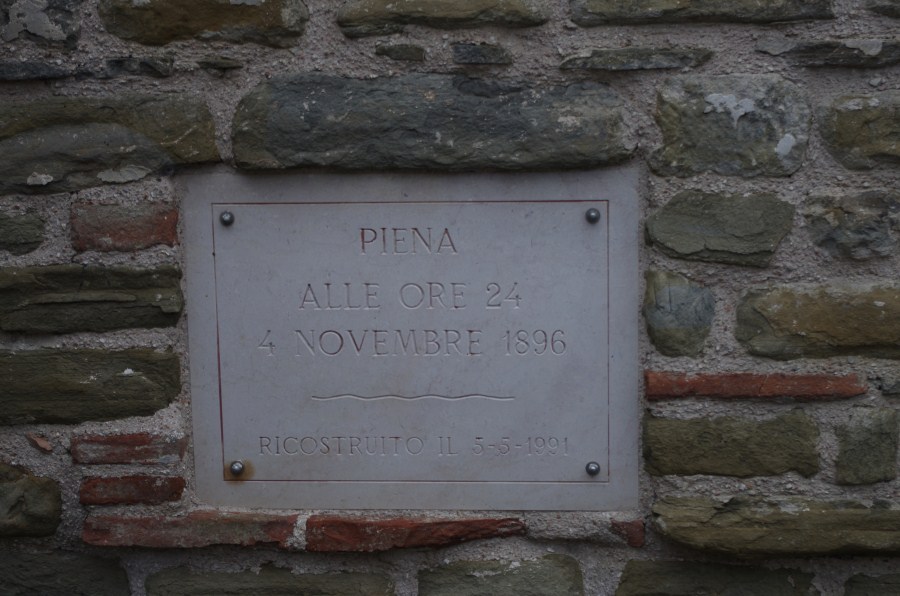 PIENA
ALLE ORE 24
4 NOVEMBRE 1896
RICOSTRUITO IL 5-5-1991